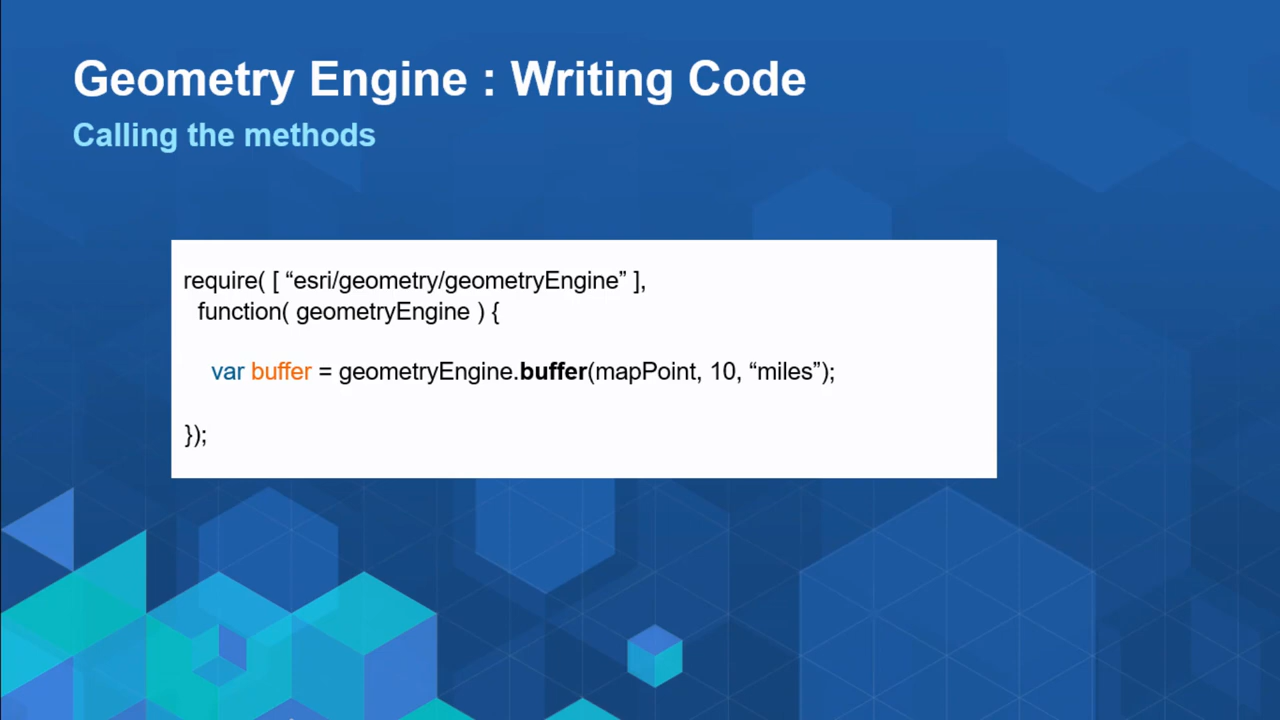 Geometry Engine : Writing Code
Calling the methods
require( [ “esri/geometry/geometryEngine” ],
function( geometryEngine ) {
var buffer = geometryEngine.buffer(mapPoint, 10, “miles”);
});